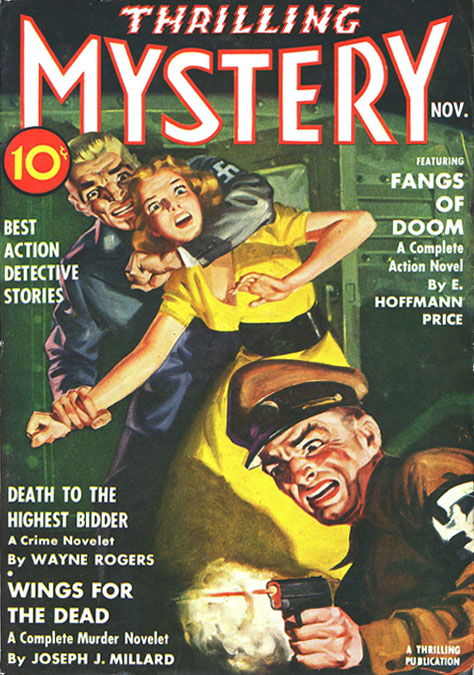 THRILLING
MYSTERY
NOV.
10¢
FEATURING
FANGS
OF
DOOM
A Complete
Action Novel
By E.
HOFFMANN
PRICE
BEST
ACTION
DETECTIVE
STORIES
DEATH TO THE
HIGHEST BIDDER
A Crime Novelet
By WAYNE ROGERS
•
WINGS FOR
THE DEAD
A Complete Murder Novelet
By JOSEPH J. MILLARD
A THRILLING
PUBLICATION